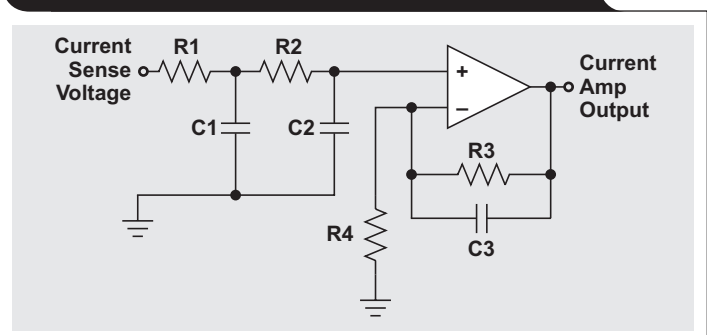 Current
Sense
Voltage
R1
R2
C1
C2
+
–
Current
Amp
Output
R3
R4
C3